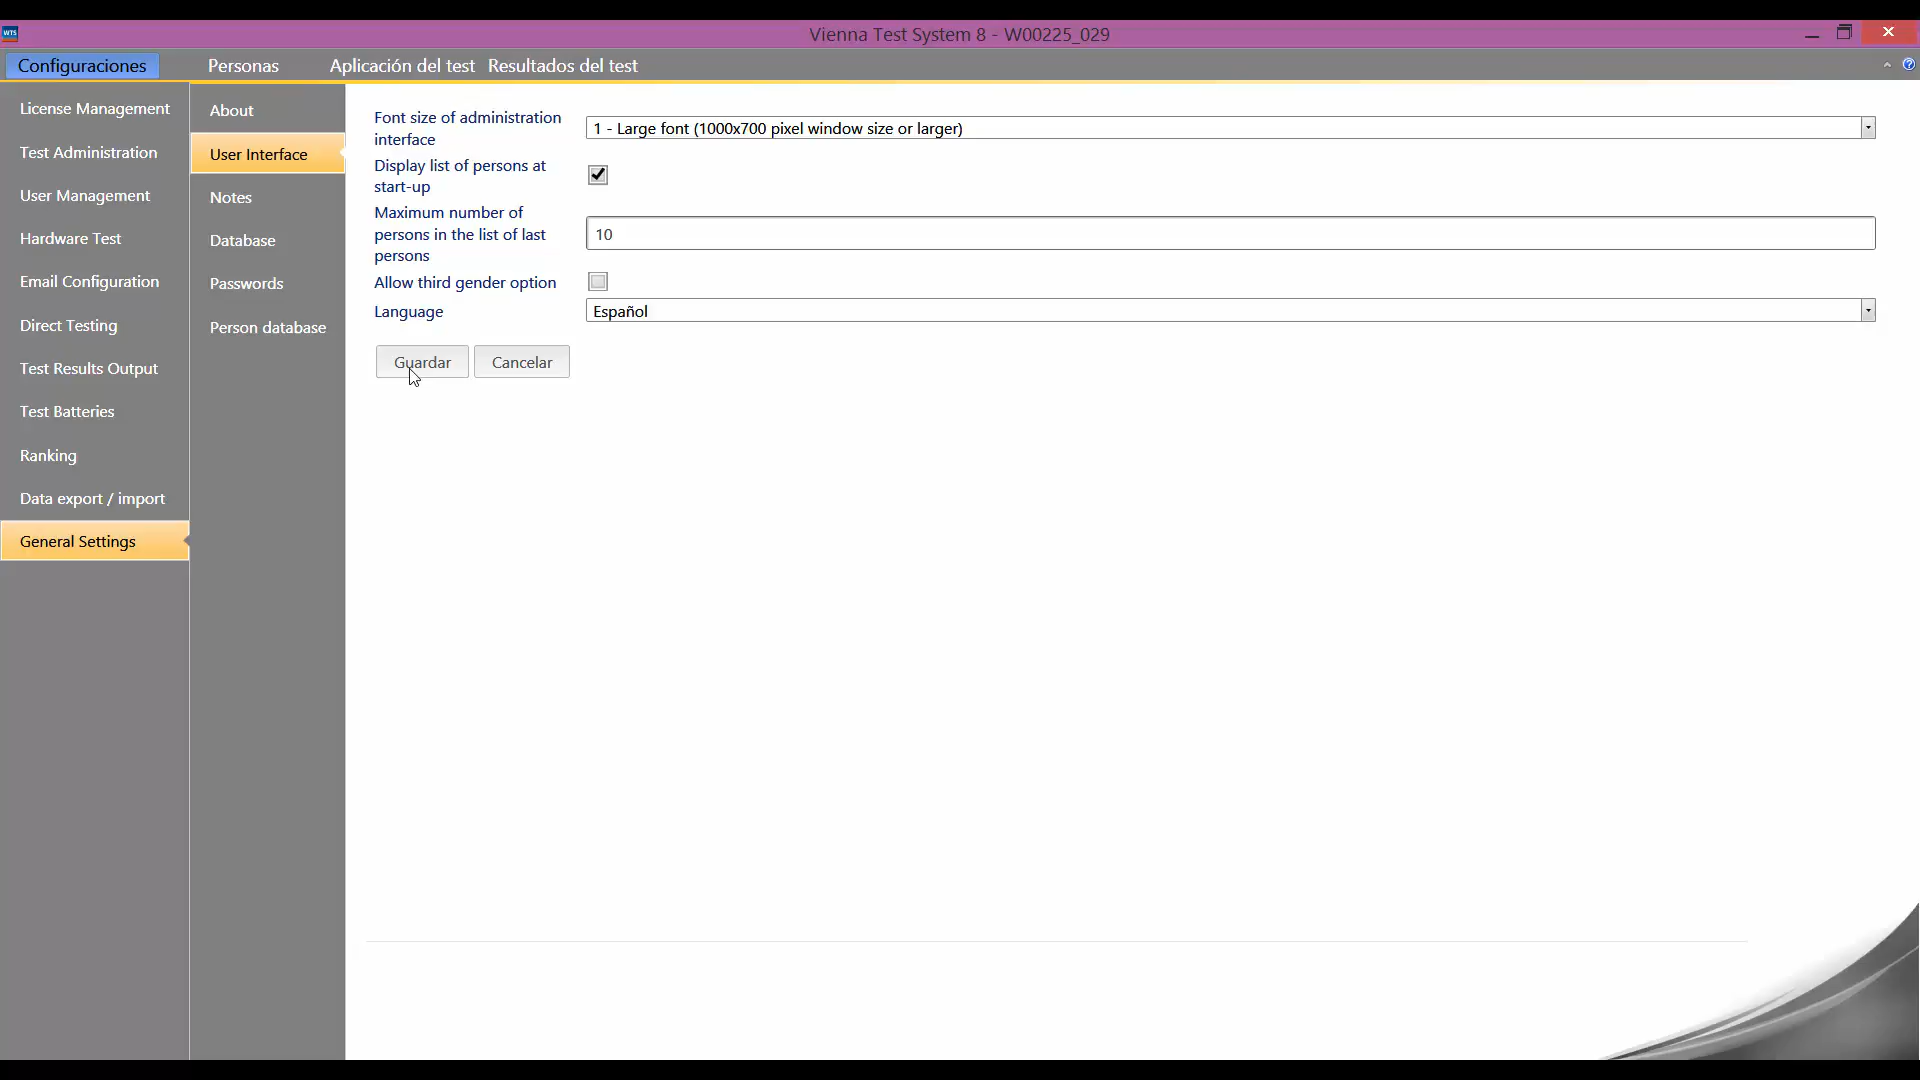 WTS
Vienna Test System 8 - W00225_029
Configuraciones
Personas
Aplicación del test
Resultados del test
License Management
Test Administration
User Management
Hardware Test
Email Configuration
Direct Testing
Test Results Output
Test Batteries
Ranking
Data export / import
General Settings
About
User Interface
Notes
Database
Passwords
Person database
Font size of administration
interface
1 - Large font (1000x700 pixel window size or larger)
Display list of persons at
start-up
Maximum number of
persons in the list of last
persons
10
Allow third gender option
Language
Español
Guardar
Cancelar